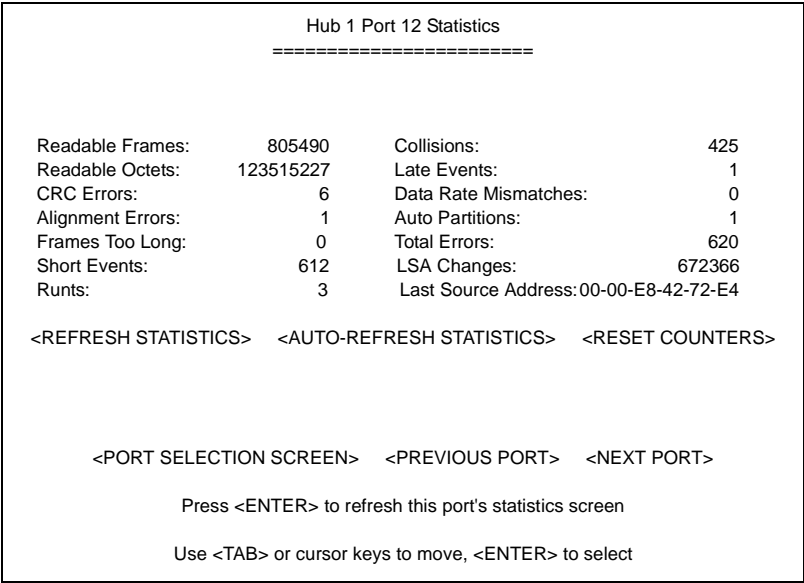 Hub 1 Port 12 Statistics
========================
Readable Frames: 805490 Collisions: 425
Readable Octets: 123515227 Late Events: 1
CRC Errors: 6 Data Rate Mismatches: 0
Alignment Errors: 1 Auto Partitions: 1
Frames Too Long: 0 Total Errors: 620
Short Events: 612 LSA Changes: 672366
Runts: 3 Last Source Address: 00-00-E8-42-72-E4
<REFRESH STATISTICS> <AUTO-REFRESH STATISTICS> <RESET COUNTERS>
<PORT SELECTION SCREEN> <PREVIOUS PORT> <NEXT PORT>
Press <ENTER> to refresh this port's statistics screen
Use <TAB> or cursor keys to move, <ENTER> to select